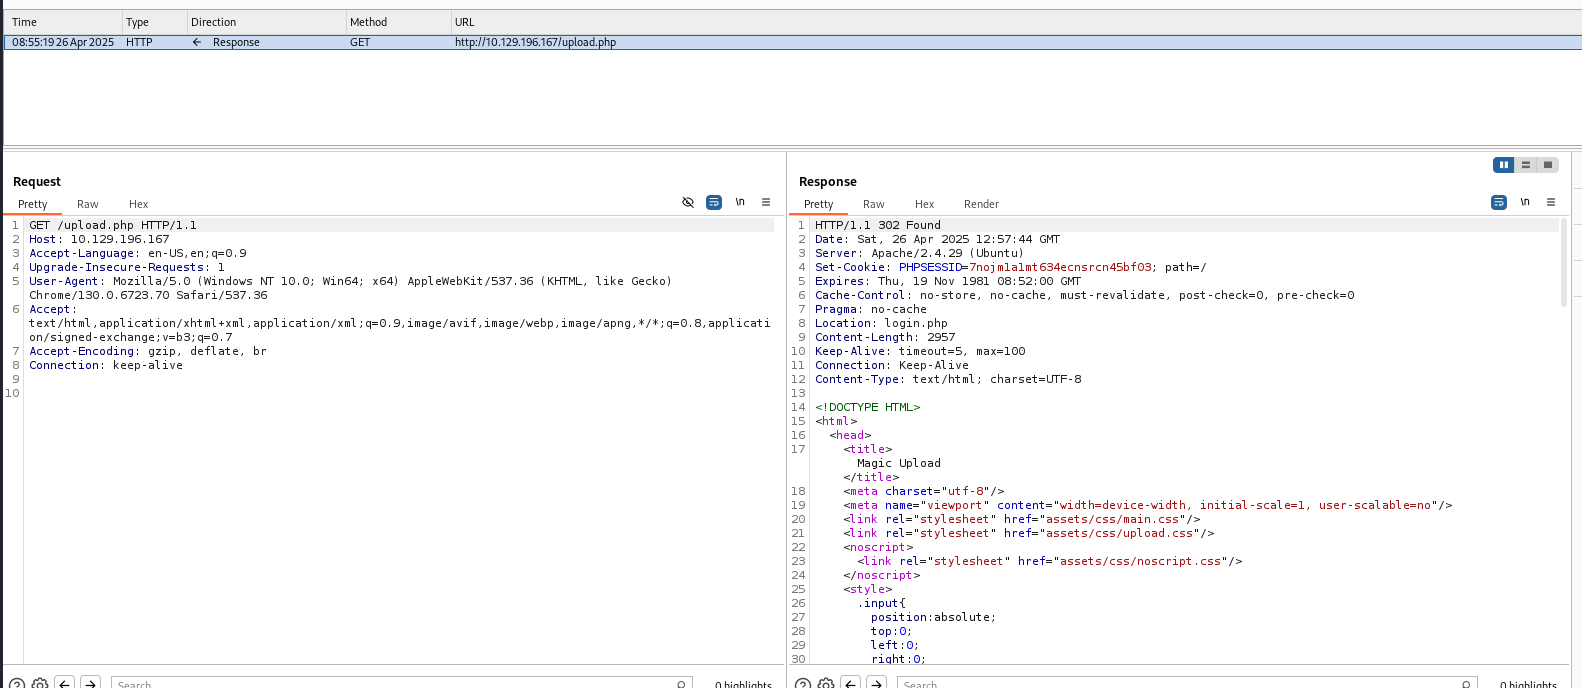 Time Type Direction Method URL
08:55:19 26 Apr 2025 HTTP Response GET http://10.129.196.167/upload.php
Request
Pretty Raw Hex
\n
1 GET /upload.php HTTP/1.1
2 Host: 10.129.196.167
3 Accept-Language: en-US,en;q=0.9
4 Upgrade-Insecure-Requests: 1
5 User-Agent: Mozilla/5.0 (Windows NT 10.0; Win64; x64) AppleWebKit/537.36 (KHTML, like Gecko)
Chrome/130.0.6723.70 Safari/537.36
6 Accept:
text/html,application/xhtml+xml,application/xml;q=0.9,image/avif,image/webp,image/apng,*/*;q=0.8,applicati
on/signed-exchange;v=b3;q=0.7
7 Accept-Encoding: gzip, deflate, br
8 Connection: keep-alive
9
10
Search
0 highlights
Response
Pretty Raw Hex Render
\n
1 HTTP/1.1 302 Found
2 Date: Sat, 26 Apr 2025 12:57:44 GMT
3 Server: Apache/2.4.29 (Ubuntu)
4 Set-Cookie: PHPSESSID=7nojm1a1mt634ecnsrcn45bf03; path=/
5 Expires: Thu, 19 Nov 1981 08:52:00 GMT
6 Cache-Control: no-store, no-cache, must-revalidate, post-check=0, pre-check=0
7 Pragma: no-cache
8 Location: login.php
9 Content-Length: 2957
10 Keep-Alive: timeout=5, max=100
11 Connection: Keep-Alive
12 Content-Type: text/html; charset=UTF-8
13
14 <!DOCTYPE HTML>
15 <html>
16 <head>
17 <title>
Magic Upload
</title>
18 <meta charset="utf-8"/>
19 <meta name="viewport" content="width=device-width, initial-scale=1, user-scalable=no"/>
20 <link rel="stylesheet" href="assets/css/main.css"/>
21 <link rel="stylesheet" href="assets/css/upload.css"/>
22 <noscript>
23 <link rel="stylesheet" href="assets/css/noscript.css"/>
24 </noscript>
25 <style>
26 .input{
27 position:absolute;
28 top:0;
29 left:0;
30 right:0;
Search
0 highlights